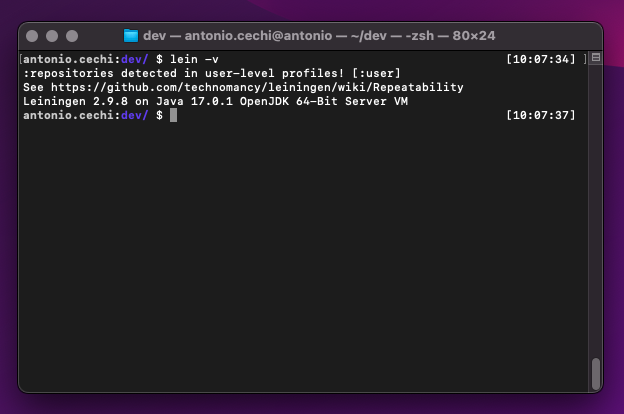 dev — antonio.cechi@antonio — ~/dev — -zsh — 80×24
[antonio.cechi:dev/ $ lein -v [10:07:34] ]
:repositories detected in user-level profiles! [:user]
See https://github.com/technomancy/leiningen/wiki/Repeatability
Leiningen 2.9.8 on Java 17.0.1 OpenJDK 64-Bit Server VM
antonio.cechi:dev/ $ [10:07:37]